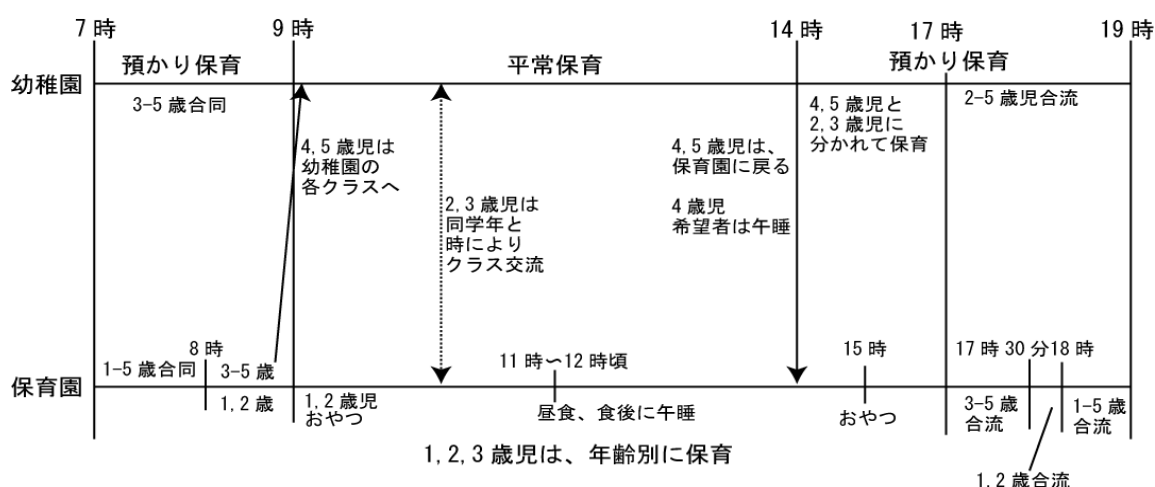 7時
9時
14時
17時
19時
預かり保育
平常保育
預かり保育
幼稚園
3-5歳合同
2-5歳児合流
4,5歳児は
幼稚園の
各クラスへ
2,3歳児は
同学年と
時により
クラス交流
4,5歳児は、
保育園に戻る
4歳児
希望者は午睡
4,5歳児と
2,3歳児に
分かれて保育
8時
11時〜12時頃
15時
17時30分18時
1-5歳合同
3-5歳
保育園
1,2歳
1,2歳児
おやつ
昼食、食後に午睡
おやつ
3-5歳
合流
1-5歳
合流
1,2歳合流
1,2,3歳児は、年齢別に保育